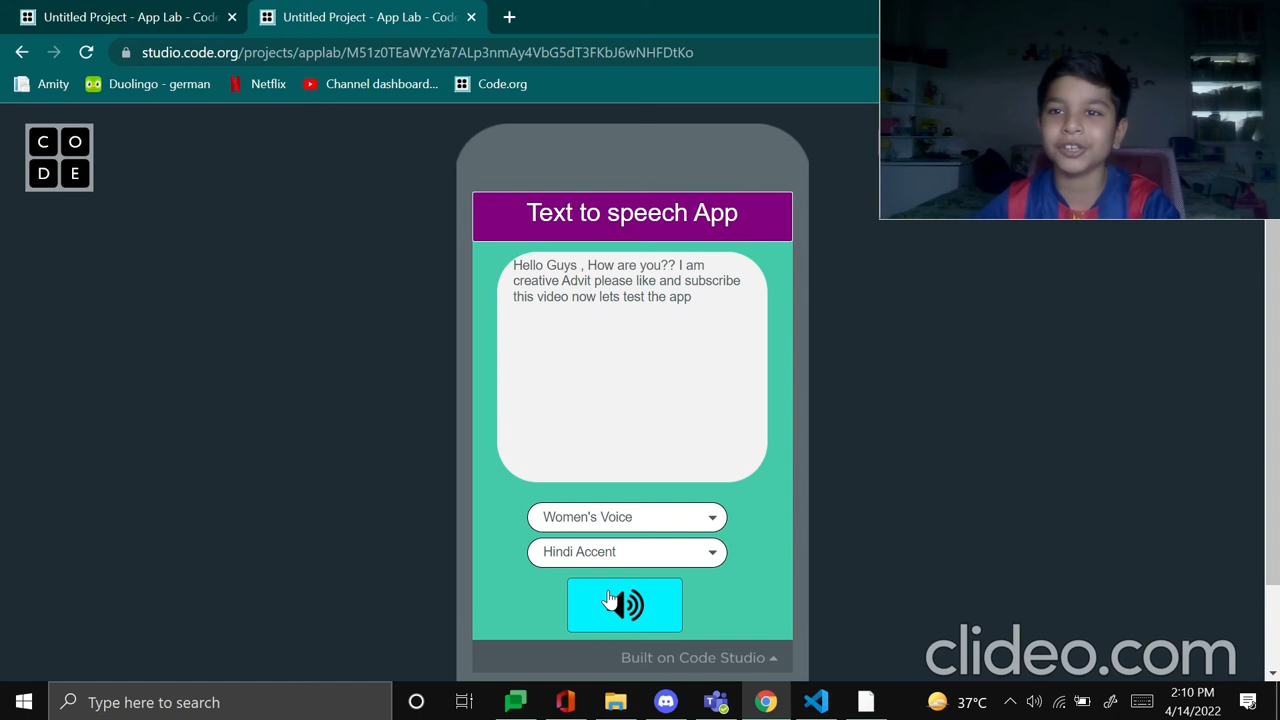 Untitled Project - App Lab - Code
Untitled Project - App Lab - Code
studio.code.org/projects/applab/M51z0TEaWYzYa7ALp3nmAy4VbG5dT3FKbJ6wNHFDtKo
Amity
Duolingo - german
Netflix
Channel dashboard...
Code.org
C O
D E
Text to speech App
Hello Guys , How are you?? I am
creative Advit please like and subscribe
this video now lets test the app
Women's Voice
Hindi Accent
Built on Code Studio
clideo.com
Type here to search
37°C
2:10 PM
4/14/2022